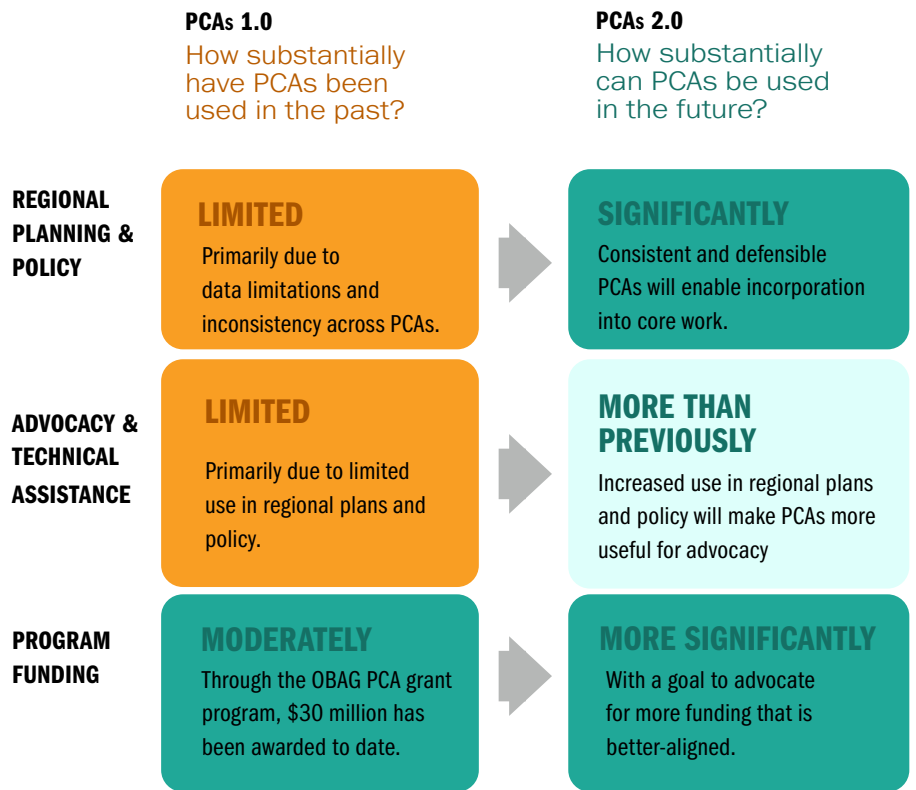 PCAs 1.0
How substantially
have PCAs been
used in the past?
PCAs 2.0
How substantially
can PCAs be used
in the future?
REGIONAL
PLANNING &
POLICY
LIMITED
Primarily due to
data limitations and
inconsistency across PCAs.
SIGNIFICANTLY
Consistent and defensible
PCAs will enable incorporation
into core work.
ADVOCACY &
TECHNICAL
ASSISTANCE
LIMITED
Primarily due to limited
use in regional plans and
policy.
MORE THAN
PREVIOUSLY
Increased use in regional plans
and policy will make PCAs more
useful for advocacy
PROGRAM
FUNDING
MODERATELY
Through the OBAG PCA grant
program, $30 million has
been awarded to date.
MORE SIGNIFICANTLY
With a goal to advocate
for more funding that is
better-aligned.